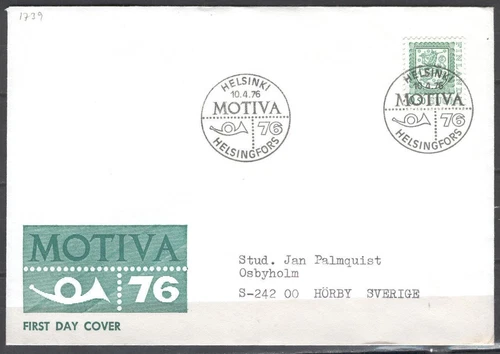 1739
HELSINKI
10.4.76
MOTIVA
76
HELSINGFORS
HELSINKI
10.4.76
MOTIVA
76
HELSINGFORS
MOTIVA
76
FIRST DAY COVER
Stud. Jan Palmquist
Osbyholm
S-242 00 HÖRBY SVERIGE